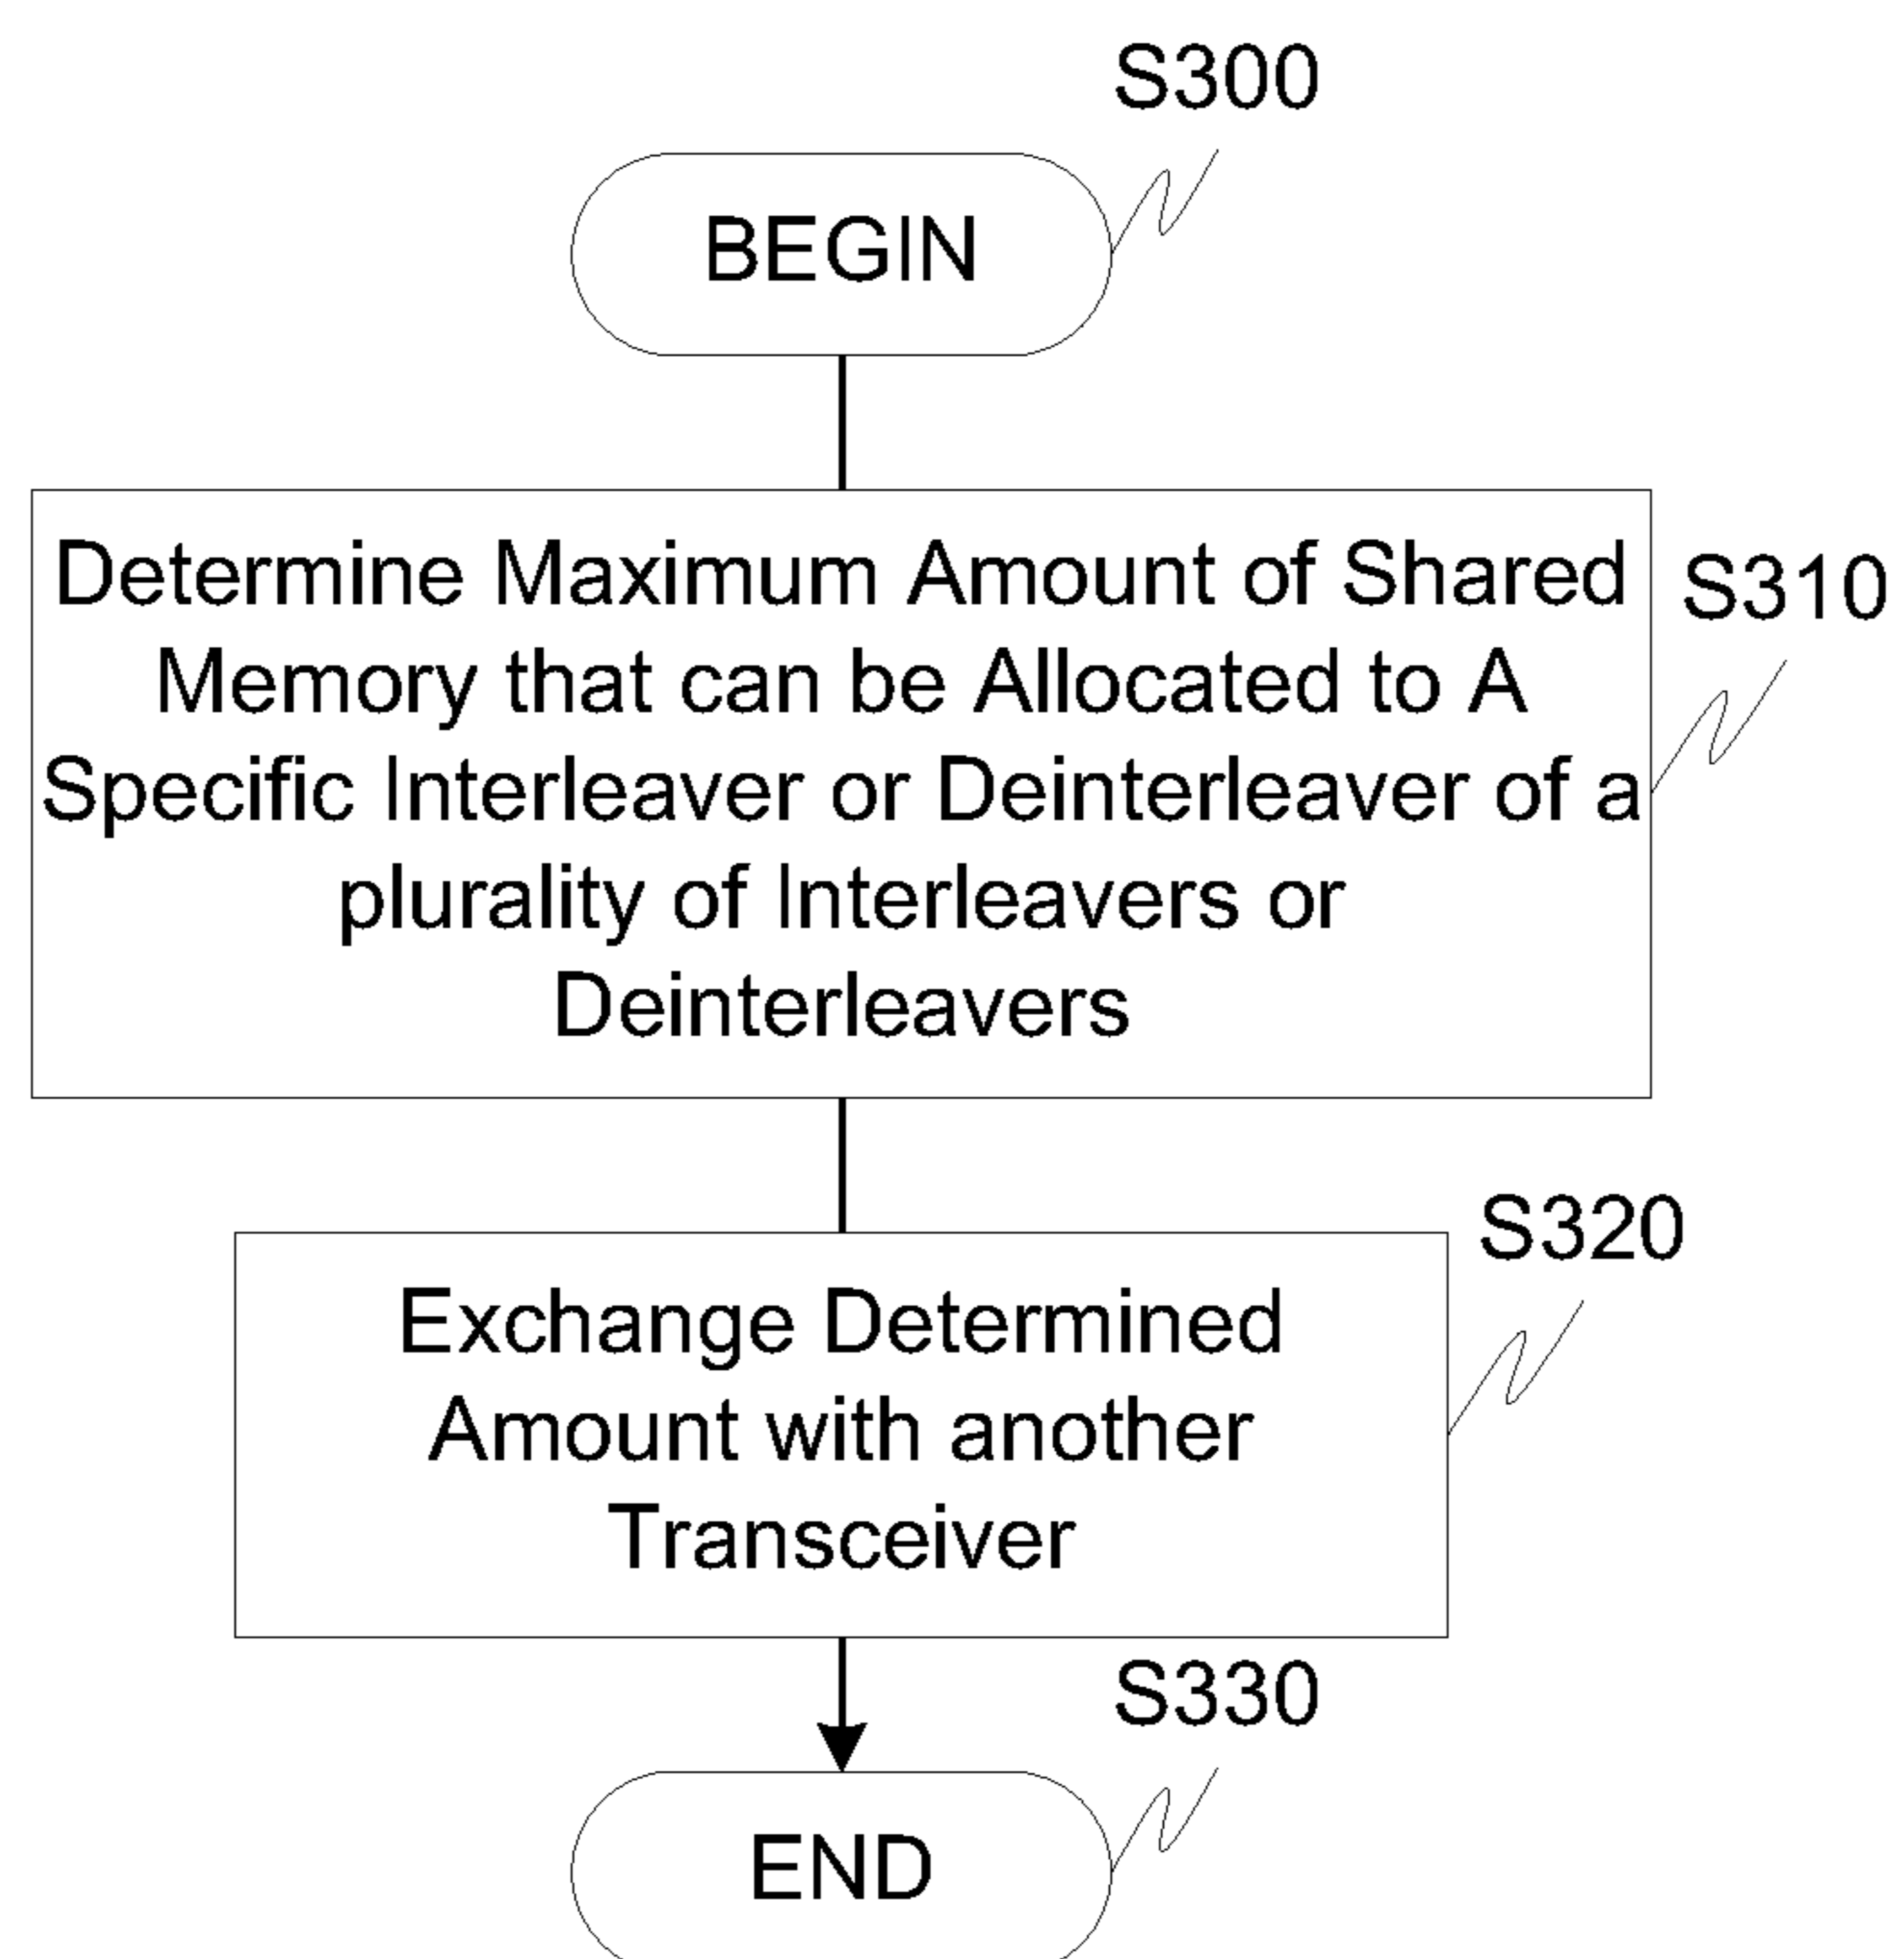 S300
BEGIN
Determine Maximum Amount of Shared
Memory that can be Allocated to A
Specific Interleaver or Deinterleaver of a
plurality of Interleavers or
Deinterleavers
S310
Exchange Determined
Amount with another
Transceiver
S320
S330
END